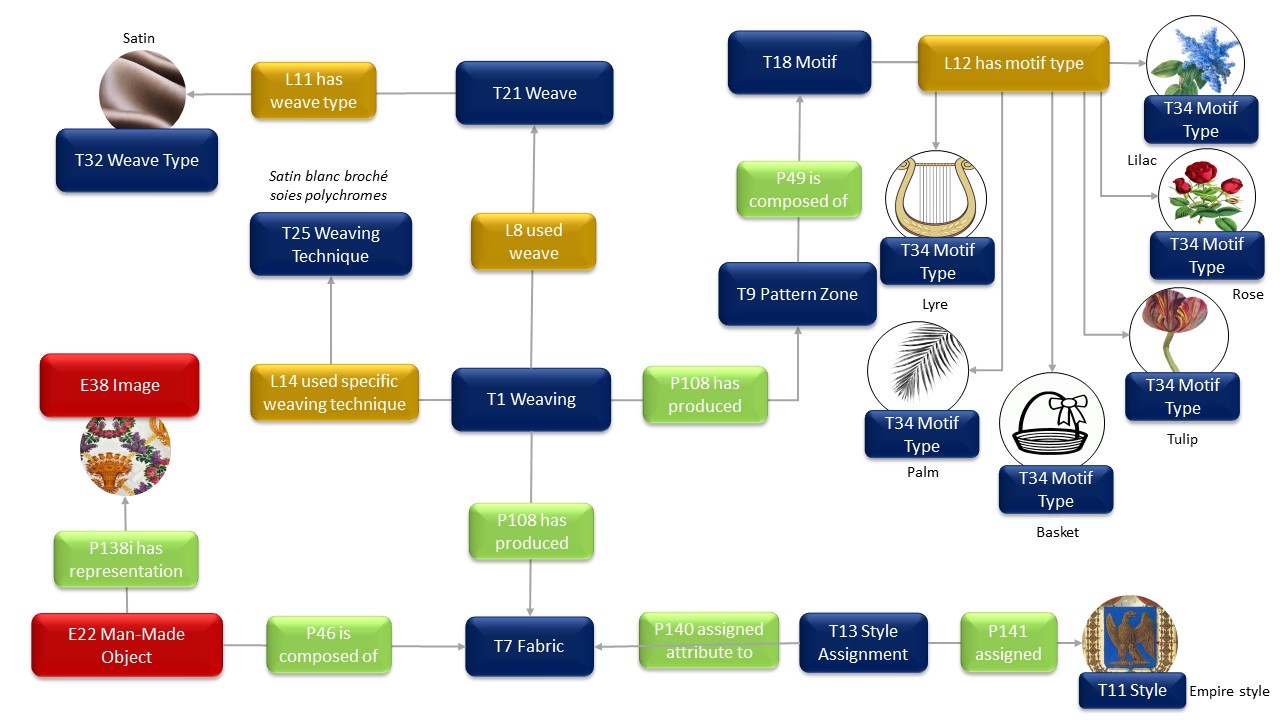 Satin
L11 has
weave type
T21 Weave
T32 Weave Type
Satin blanc broché
soies polychromes
T25 Weaving
Technique
L8 used
weave
E38 Image
L14 used specific
weaving technique
T1 Weaving
P108 has
produced
P138i has
representation
E22 Man-Made
Object
P46 is
composed of
P108 has
produced
T7 Fabric
P140 assigned
attribute to
T13 Style
Assignment
P141
assigned
T11 Style
Empire style
T18 Motif
L12 has motif type
P49 is
composed of
T9 Pattern Zone
T34 Motif
Type
Lilac
T34 Motif
Type
Rose
T34 Motif
Type
Lyre
T34 Motif
Type
Tulip
T34 Motif
Type
Palm
T34 Motif
Type
Basket